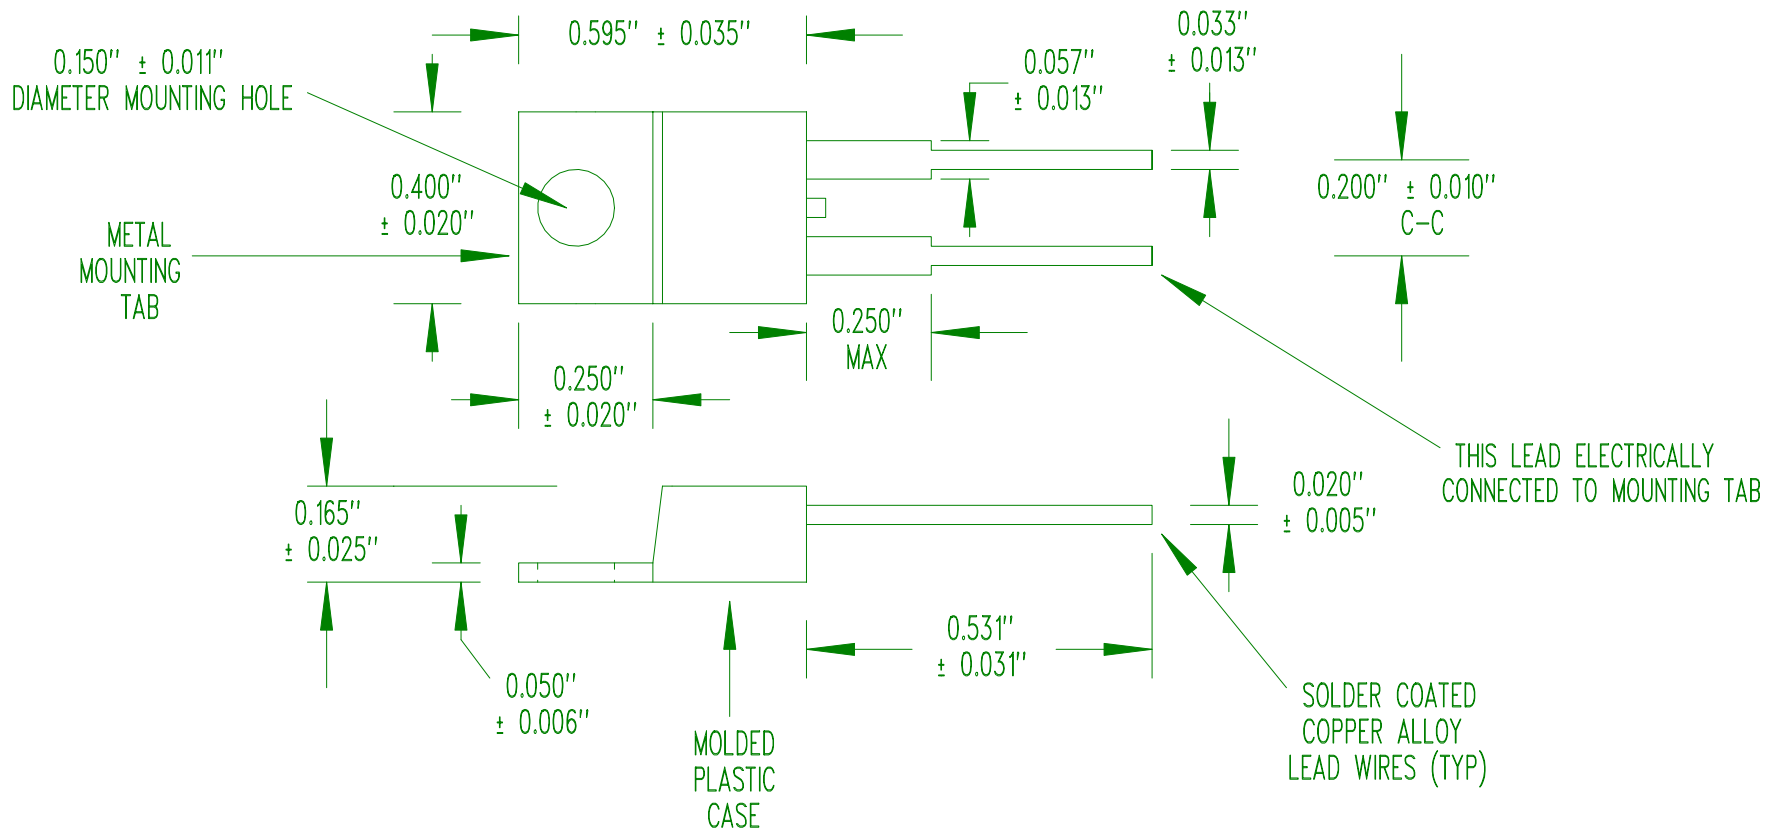 0.595" ± 0.035"
0.033"
± 0.013"
0.150" ± 0.011"
DIAMETER MOUNTING HOLE
0.057"
± 0.013"
0.400"
± 0.020"
0.200" ± 0.010"
C-C
METAL
MOUNTING
TAB
0.250"
MAX
0.250"
± 0.020"
THIS LEAD ELECTRICALLY
CONNECTED TO MOUNTING TAB
0.165"
± 0.025"
0.020"
± 0.005"
0.531"
± 0.031"
0.050"
± 0.006"
SOLDER COATED
COPPER ALLOY
LEAD WIRES (TYP)
MOLDED
PLASTIC
CASE